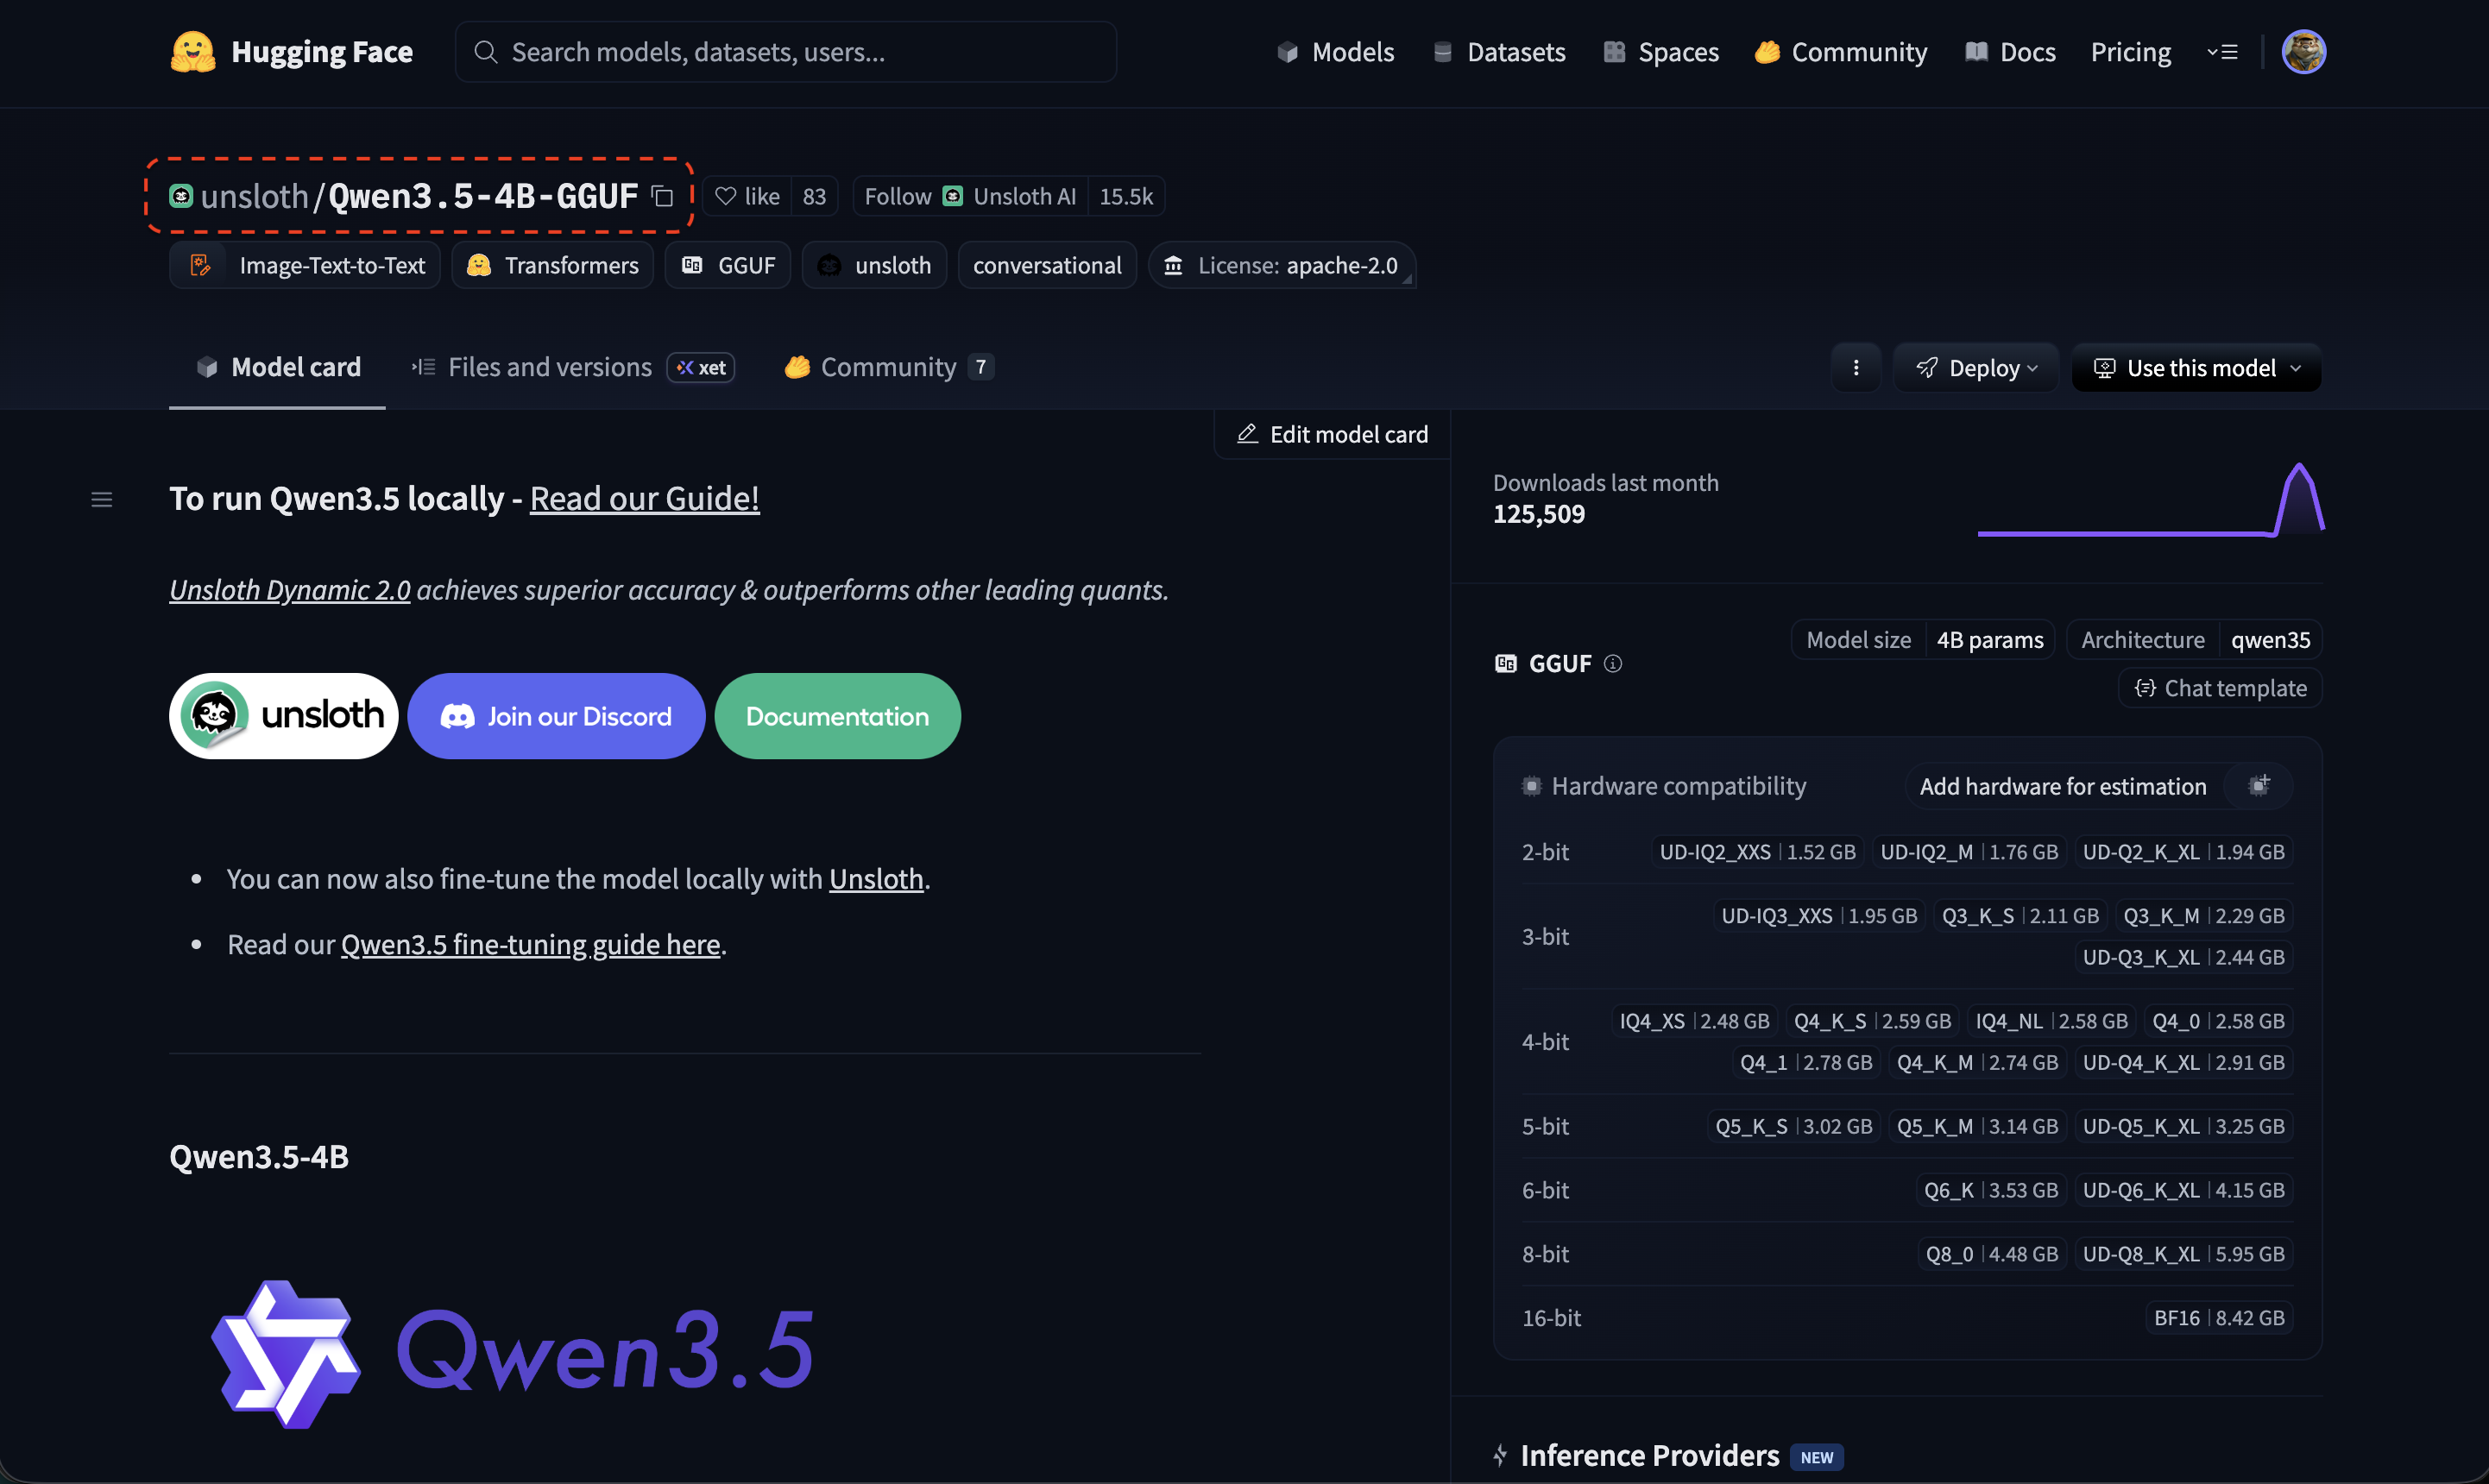 Hugging Face
Search models, datasets, users...
Models
Datasets
Spaces
Community
Docs
Pricing
unsloth/Qwen3.5-4B-GGUF
like 83
Follow Unsloth AI 15.5k
Image-Text-to-Text
Transformers
GGUF
unsloth
conversational
License: apache-2.0
Model card
Files and versions
xet
Community 7
Deploy
Use this model
Edit model card
To run Qwen3.5 locally - Read our Guide!
Unsloth Dynamic 2.0 achieves superior accuracy & outperforms other leading quants.
unsloth
Join our Discord
Documentation
You can now also fine-tune the model locally with Unsloth.
Read our Qwen3.5 fine-tuning guide here.
Qwen3.5-4B
Qwen3.5
Downloads last month
125,509
GGUF
Model size 4B params
Architecture qwen35
Chat template
Hardware compatibility
Add hardware for estimation
2-bit
UD-IQ2_XXS 1.52 GB UD-IQ2_M 1.76 GB UD-Q2_K_XL 1.94 GB
3-bit
UD-IQ3_XXS 1.95 GB Q3_K_S 2.11 GB Q3_K_M 2.29 GB
UD-Q3_K_XL 2.44 GB
4-bit
IQ4_XS 2.48 GB Q4_K_S 2.59 GB IQ4_NL 2.58 GB Q4_0 2.58 GB
Q4_1 2.78 GB Q4_K_M 2.74 GB UD-Q4_K_XL 2.91 GB
5-bit
Q5_K_S 3.02 GB Q5_K_M 3.14 GB UD-Q5_K_XL 3.25 GB
6-bit
Q6_K 3.53 GB UD-Q6_K_XL 4.15 GB
8-bit
Q8_0 4.48 GB UD-Q8_K_XL 5.95 GB
16-bit
BF16 8.42 GB
Inference Providers NEW